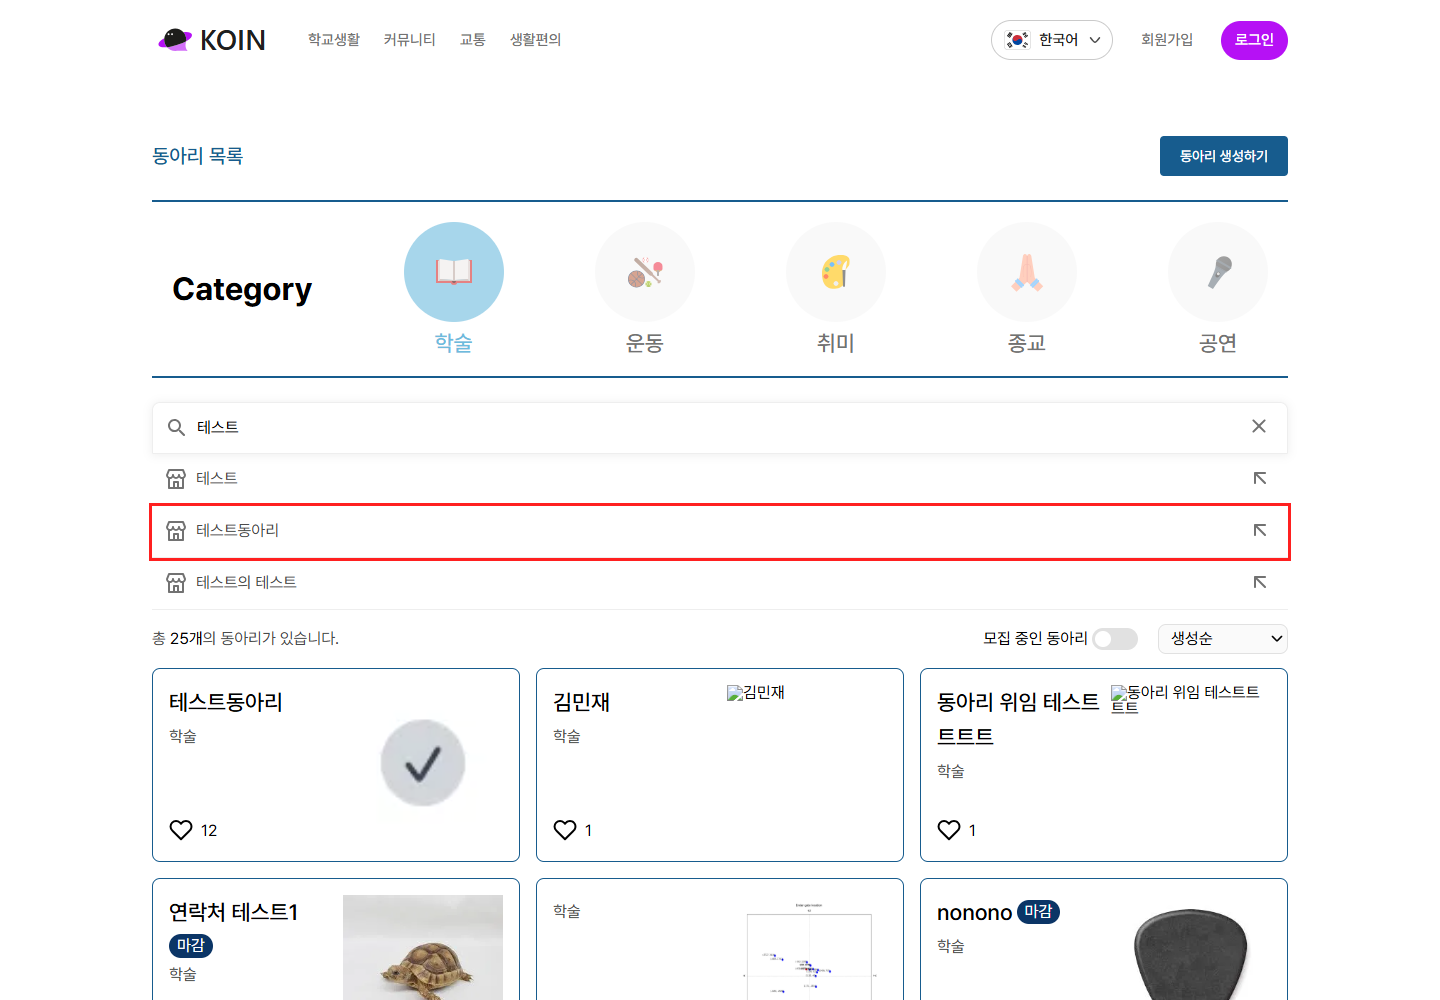 KOIN 학교생활 커뮤니티 교통 생활편의 한국어 회원가입 로그인
동아리 목록 동아리 생성하기
Category
학술 운동 취미 종교 공연
테스트
테스트
테스트동아리
테스트의 테스트
총 25개의 동아리가 있습니다. 모집 중인 동아리 생성순
테스트동아리
학술
12
김민재
김민재
학술
1
동아리 위임 테스트
트트트
동아리 위임 테스트트
트트
학술
1
연락처 테스트1
마감
학술
학술
nonono 마감
학술